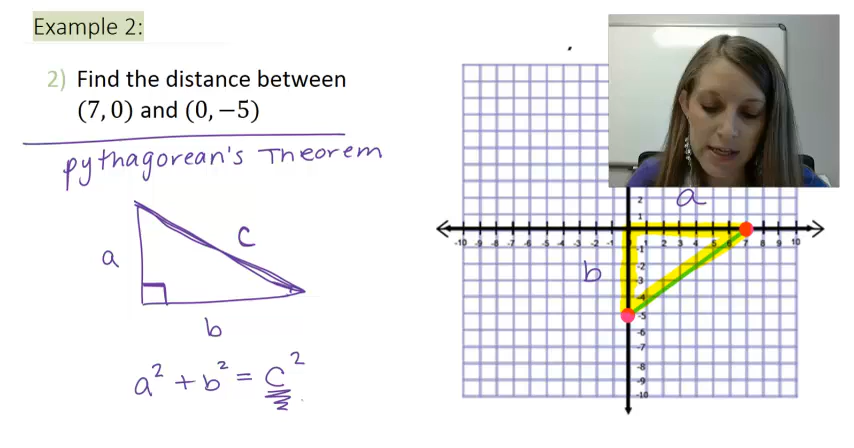 Example 2:
2) Find the distance between
(7, 0) and (0, −5)
pythagorean's Theorem
a
c
b
a² + b² = c²
a
b
2
1
-10 -9 -8 -7 -6 -5 -4 -3 -2 -1 1 2 3 4 5 6 7 8 9 10
-1
-2
-3
-4
-5
-6
-7
-8
-9
-10